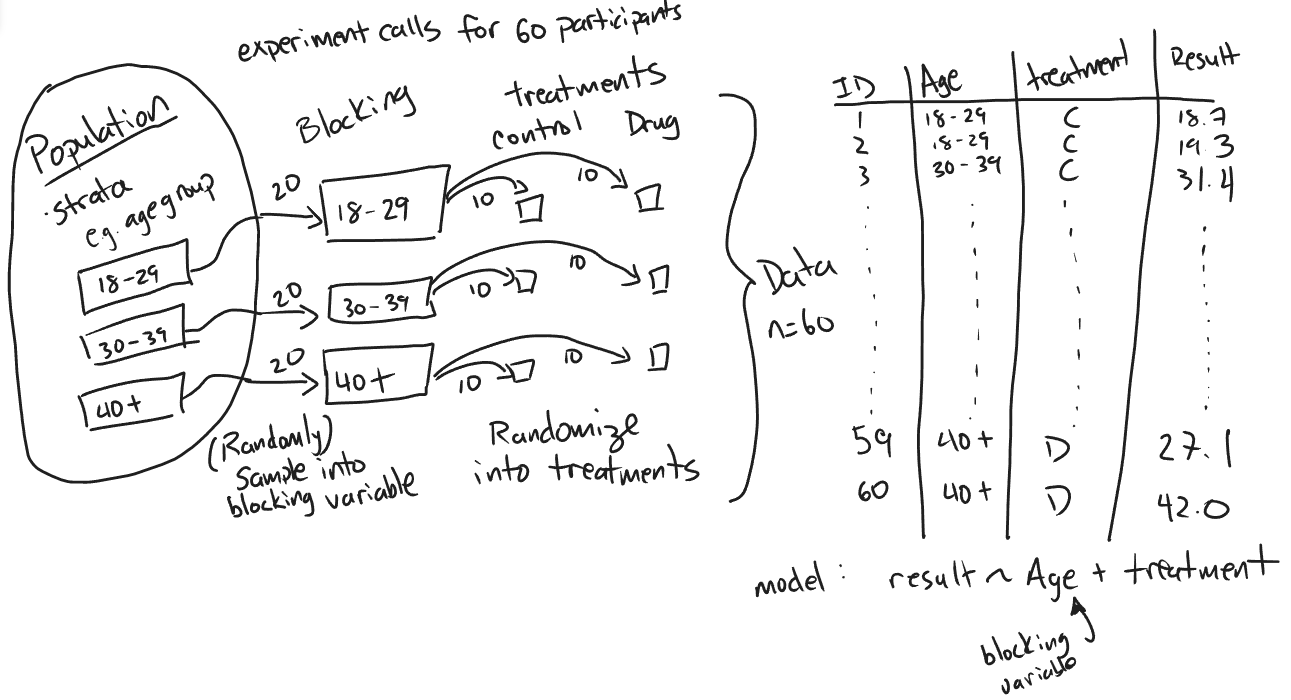 experiment calls for 60 participants
Population
·strata
e.g. age group
18-29
30-39
40+
20
20
20
(Randomly)
Sample into
blocking variable
Blocking
18-29
30-39
40+
treatments
control Drug
10 10
10 10
10 10
Randomize
into treatments
Data
n=60
ID Age treatment Result
1 18-29 C 18.7
2 18-29 C 19.3
3 30-39 C 31.4
59 40+ D 27.1
60 40+ D 42.0
model: result ~ Age + treatment
blocking
variable